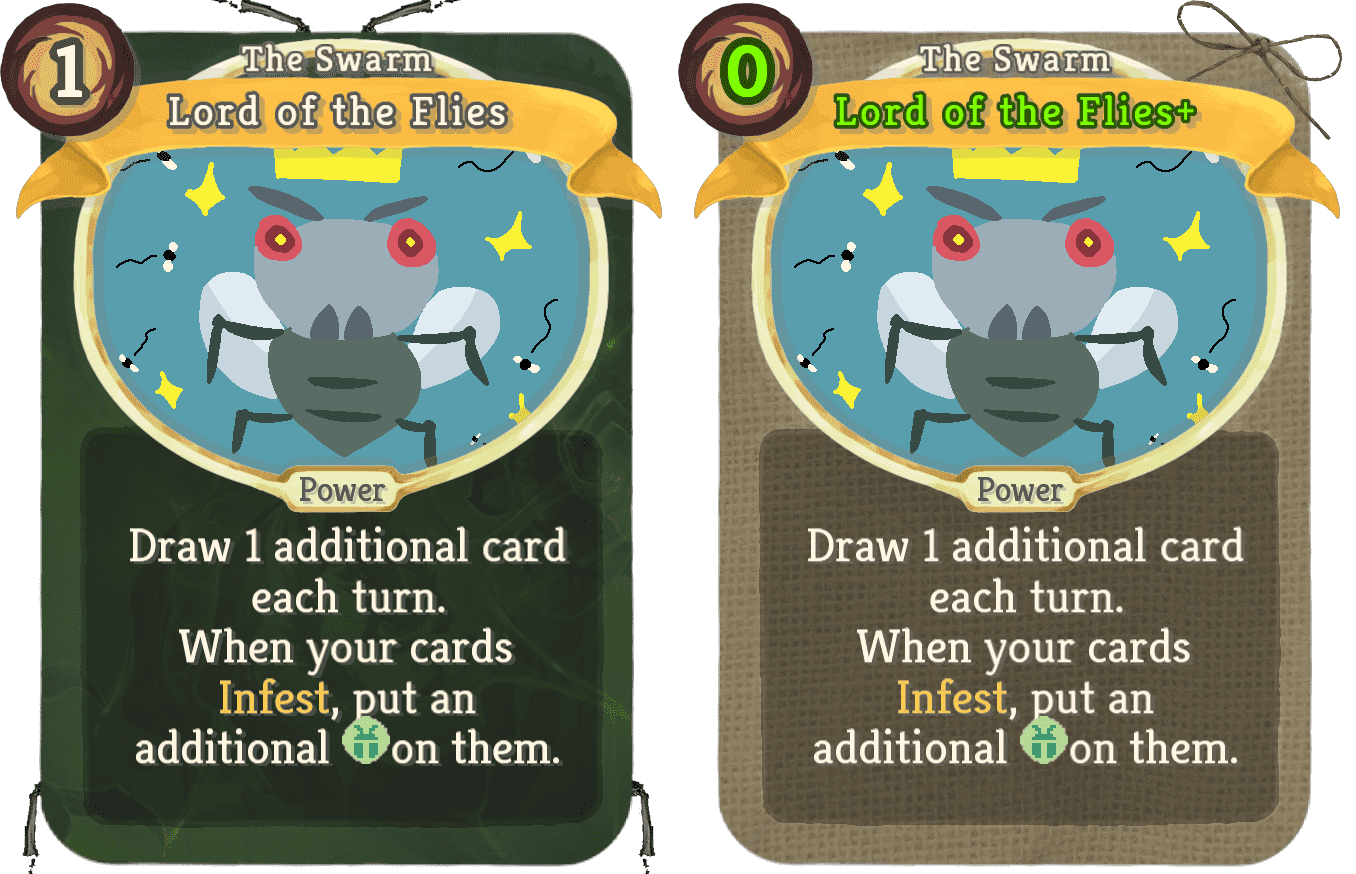 1
The Swarm
Lord of the Flies
Power
Draw 1 additional card
each turn.
When your cards
Infest, put an
additional on them.
0
The Swarm
Lord of the Flies+
Power
Draw 1 additional card
each turn.
When your cards
Infest, put an
additional on them.